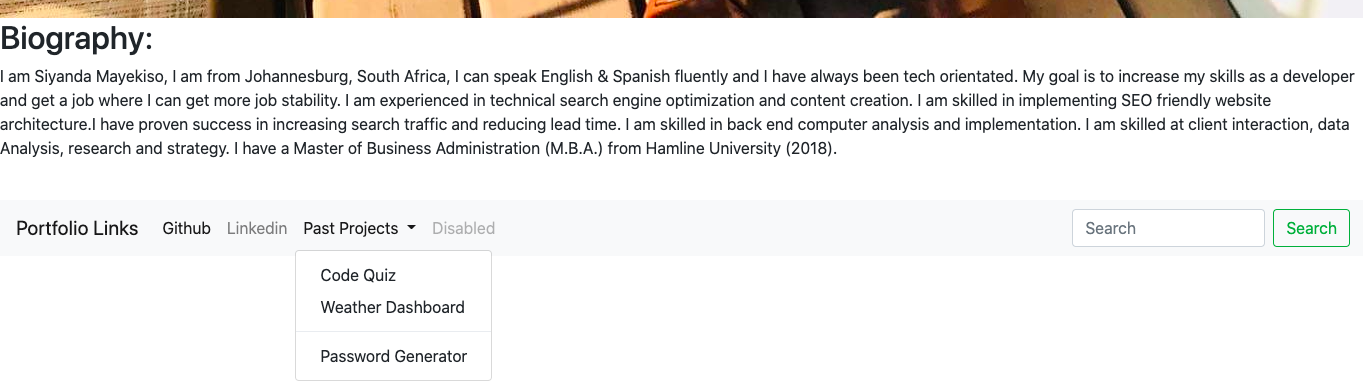 Biography:
I am Siyanda Mayekiso, I am from Johannesburg, South Africa, I can speak English & Spanish fluently and I have always been tech orientated. My goal is to increase my skills as a developer
and get a job where I can get more job stability. I am experienced in technical search engine optimization and content creation. I am skilled in implementing SEO friendly website
architecture.I have proven success in increasing search traffic and reducing lead time. I am skilled in back end computer analysis and implementation. I am skilled at client interaction, data
Analysis, research and strategy. I have a Master of Business Administration (M.B.A.) from Hamline University (2018).
Portfolio Links Github Linkedin Past Projects Disabled Search Search
Code Quiz
Weather Dashboard
Password Generator